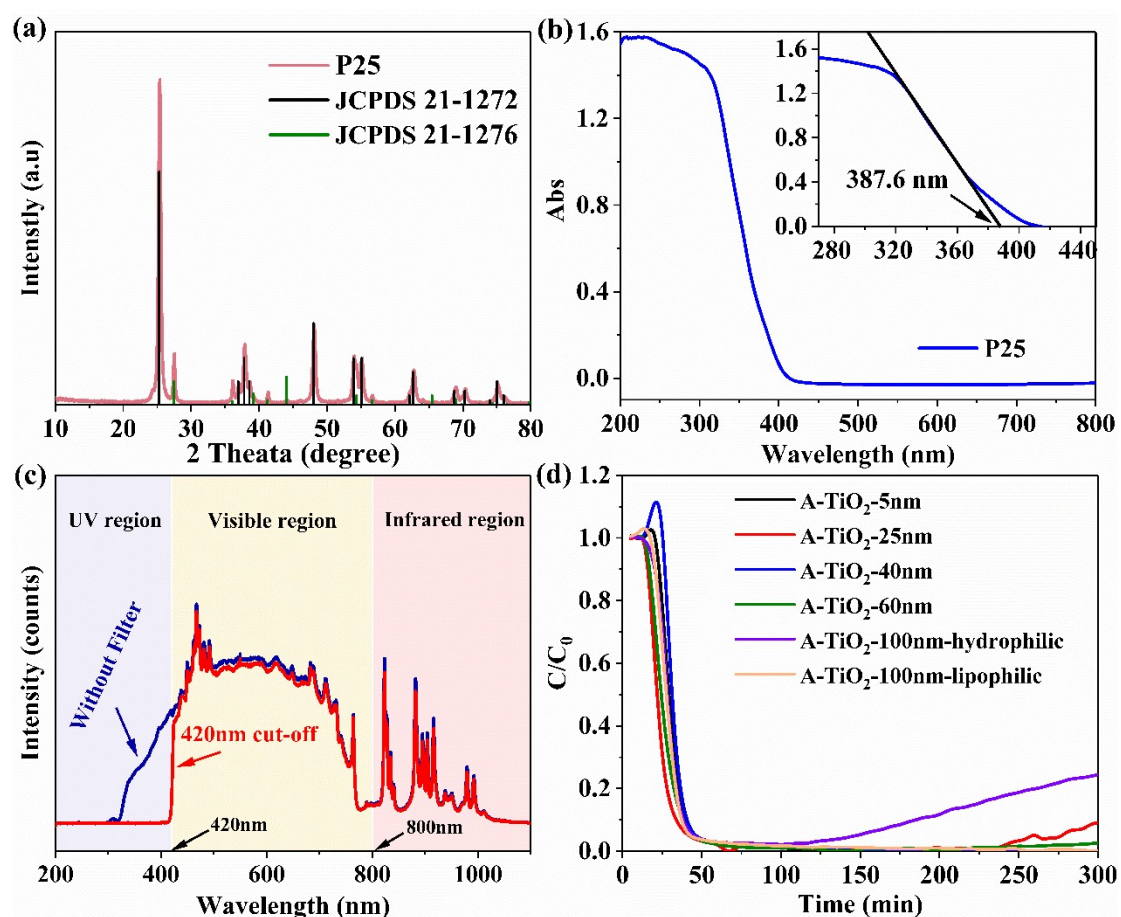 (a)
P25
JCPDS 21-1272
JCPDS 21-1276
Intenstly (a.u)
10 20 30 40 50 60 70 80
2 Theata (degree)
(b)
1.6
1.2
0.8
0.4
0.0
Abs
1.6
1.2
0.8
0.4
0.0
387.6 nm
280 320 360 400 440
P25
200 300 400 500 600 700 800
Wavelength (nm)
(c)
UV region
Visible region
Infrared region
Without Filter
420nm cut-off
420nm
800nm
Intensity (counts)
200 400 600 800 1000
Wavelength (nm)
(d)
1.2
1.0
0.8
0.6
0.4
0.2
0.0
C/C₀
A-TiO₂-5nm
A-TiO₂-25nm
A-TiO₂-40nm
A-TiO₂-60nm
A-TiO₂-100nm-hydrophilic
A-TiO₂-100nm-lipophilic
0 50 100 150 200 250 300
Time (min)